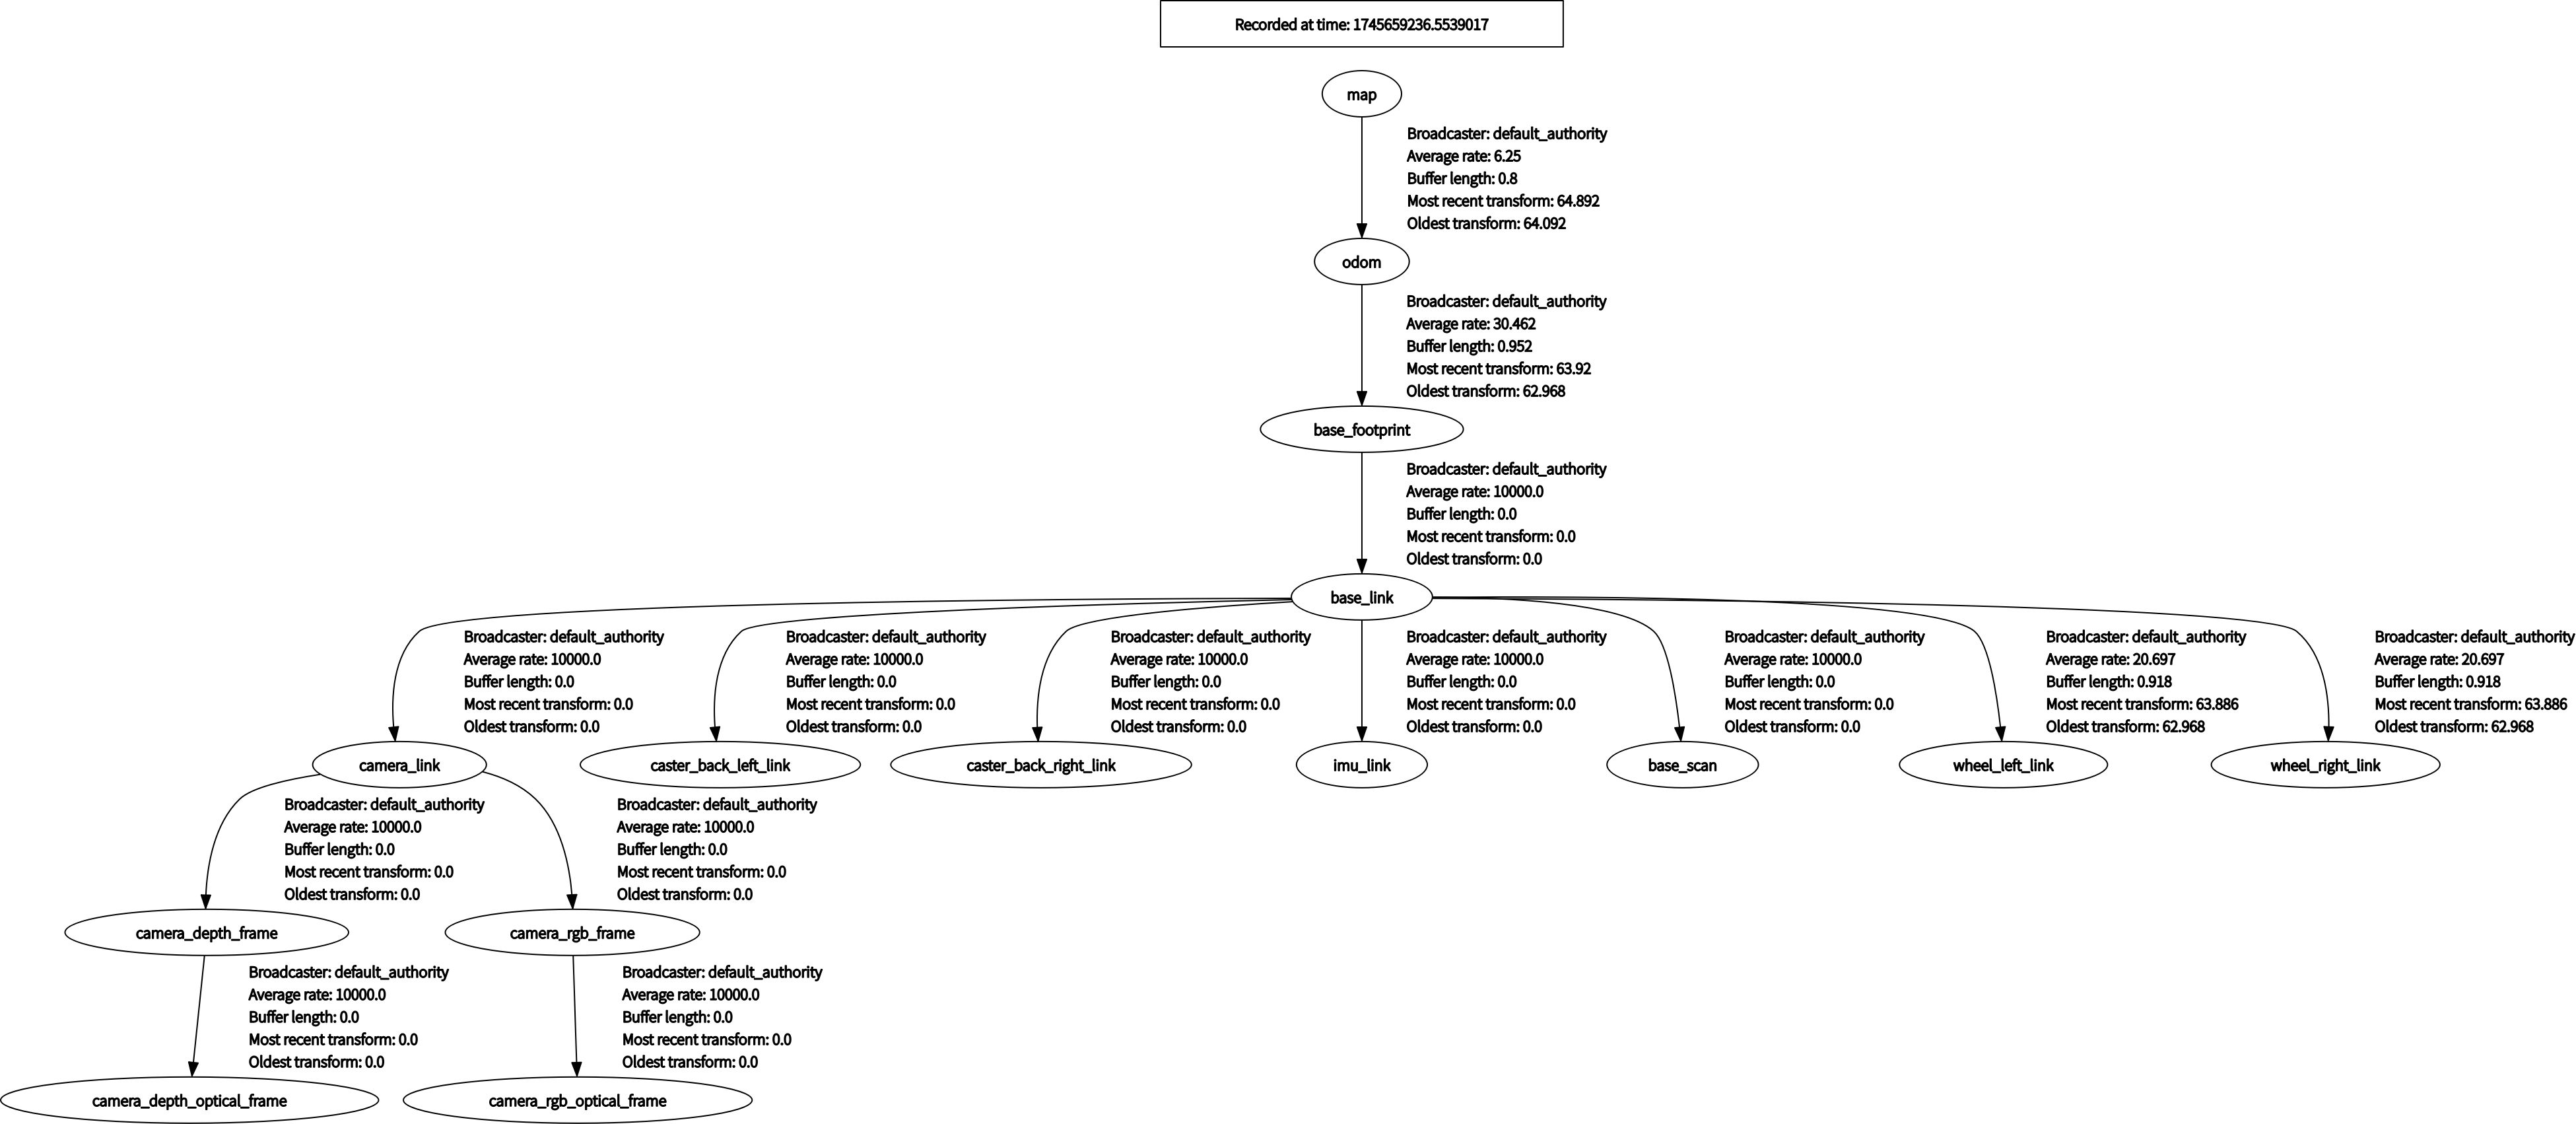 Recorded at time: 1745659236.5539017
map
Broadcaster: default_authority
Average rate: 6.25
Buffer length: 0.8
Most recent transform: 64.892
Oldest transform: 64.092
odom
Broadcaster: default_authority
Average rate: 30.462
Buffer length: 0.952
Most recent transform: 63.92
Oldest transform: 62.968
base_footprint
Broadcaster: default_authority
Average rate: 10000.0
Buffer length: 0.0
Most recent transform: 0.0
Oldest transform: 0.0
base_link
Broadcaster: default_authority
Average rate: 10000.0
Buffer length: 0.0
Most recent transform: 0.0
Oldest transform: 0.0
Broadcaster: default_authority
Average rate: 10000.0
Buffer length: 0.0
Most recent transform: 0.0
Oldest transform: 0.0
Broadcaster: default_authority
Average rate: 10000.0
Buffer length: 0.0
Most recent transform: 0.0
Oldest transform: 0.0
Broadcaster: default_authority
Average rate: 10000.0
Buffer length: 0.0
Most recent transform: 0.0
Oldest transform: 0.0
Broadcaster: default_authority
Average rate: 10000.0
Buffer length: 0.0
Most recent transform: 0.0
Oldest transform: 0.0
Broadcaster: default_authority
Average rate: 20.697
Buffer length: 0.918
Most recent transform: 63.886
Oldest transform: 62.968
Broadcaster: default_authority
Average rate: 20.697
Buffer length: 0.918
Most recent transform: 63.886
Oldest transform: 62.968
camera_link
caster_back_left_link
caster_back_right_link
imu_link
base_scan
wheel_left_link
wheel_right_link
Broadcaster: default_authority
Average rate: 10000.0
Buffer length: 0.0
Most recent transform: 0.0
Oldest transform: 0.0
Broadcaster: default_authority
Average rate: 10000.0
Buffer length: 0.0
Most recent transform: 0.0
Oldest transform: 0.0
camera_depth_frame
camera_rgb_frame
Broadcaster: default_authority
Average rate: 10000.0
Buffer length: 0.0
Most recent transform: 0.0
Oldest transform: 0.0
Broadcaster: default_authority
Average rate: 10000.0
Buffer length: 0.0
Most recent transform: 0.0
Oldest transform: 0.0
camera_depth_optical_frame
camera_rgb_optical_frame